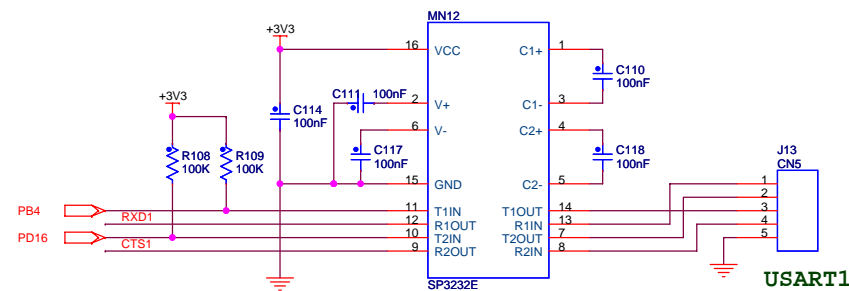 MN12
+3V3
16 VCC C1+ 1
C111 100nF
C110
100nF
+3V3
2 V+ C1- 3
C114
100nF
6 V- C2+ 4
R108
100K
R109
100K
C117
100nF
C118
100nF
J13
CN5
15 GND C2- 5
1
2
PB4 11 T1IN T1OUT 14 3
RXD1 12 R1OUT R1IN 13 4
PD16 10 T2IN T2OUT 7 5
CTS1 9 R2OUT R2IN 8
SP3232E
USART1